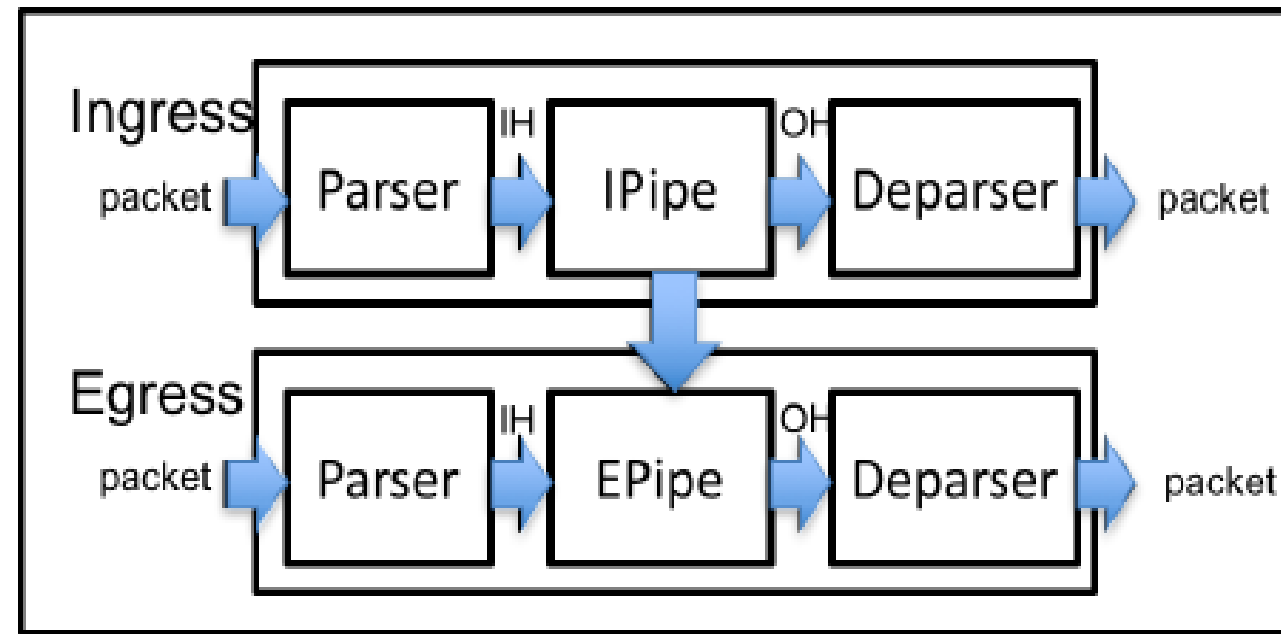 Ingress
IH
OH
packet
Parser
IPipe
Deparser
packet
Egress
IH
OH
packet
Parser
EPipe
Deparser
packet